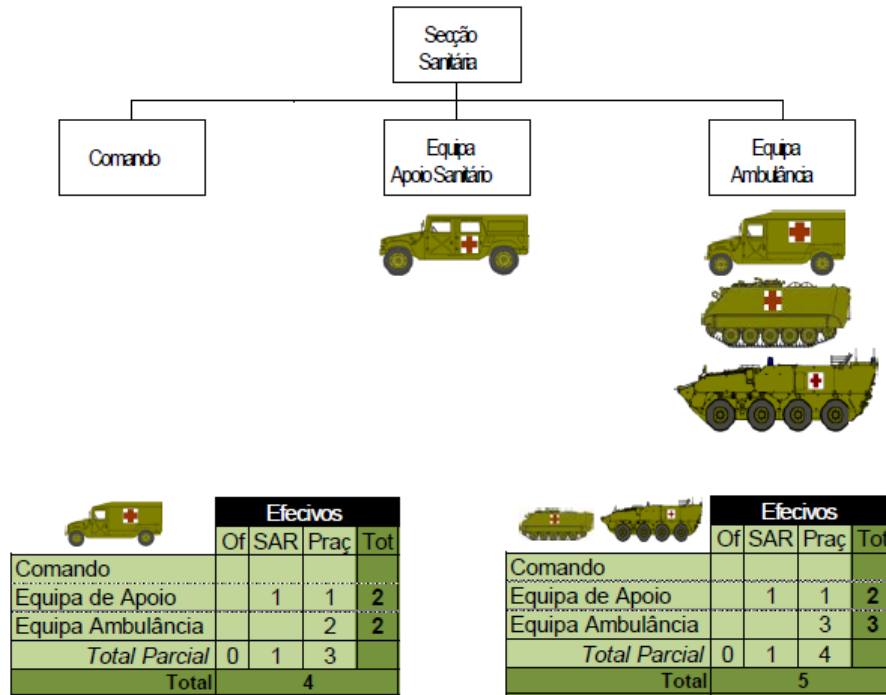 Secção
Sanitária
Comando
Equipa
Apoio Sanitário
Equipa
Ambulância
Efecivos
Of SAR Praç Tot
Comando
Equipa de Apoio 1 1 2
Equipa Ambulância 2 2
Total Parcial 0 1 3
Total 4
Efecivos
Of SAR Praç Tot
Comando
Equipa de Apoio 1 1 2
Equipa Ambulância 3 3
Total Parcial 0 1 4
Total 5